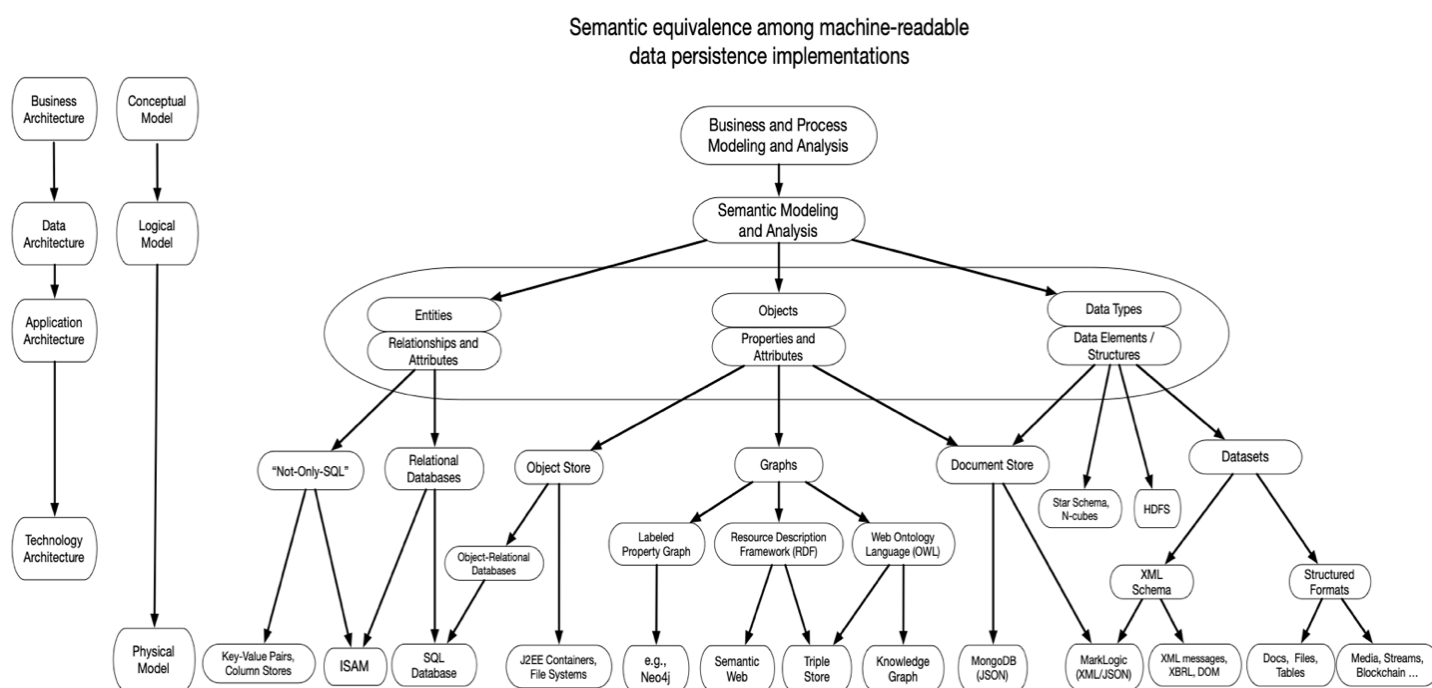 Semantic equivalence among machine-readable
data persistence implementations
Business
Architecture
Conceptual
Model
Business and Process
Modeling and Analysis
Data
Architecture
Logical
Model
Semantic Modeling
and Analysis
Application
Architecture
Entities
Relationships and
Attributes
Objects
Properties and
Attributes
Data Types
Data Elements /
Structures
"Not-Only-SQL"
Relational
Databases
Object Store
Graphs
Document Store
Datasets
Star Schema,
N-cubes
HDFS
Technology
Architecture
Object-Relational
Databases
Labeled
Property Graph
Resource Description
Framework (RDF)
Web Ontology
Language (OWL)
XML
Schema
Structured
Formats
Physical
Model
Key-Value Pairs,
Column Stores
ISAM
SQL
Database
J2EE Containers,
File Systems
e.g.,
Neo4j
Semantic
Web
Triple
Store
Knowledge
Graph
MongoDB
(JSON)
MarkLogic
(XML/JSON)
XML messages,
XBRL, DOM
Docs, Files,
Tables
Media, Streams,
Blockchain ...